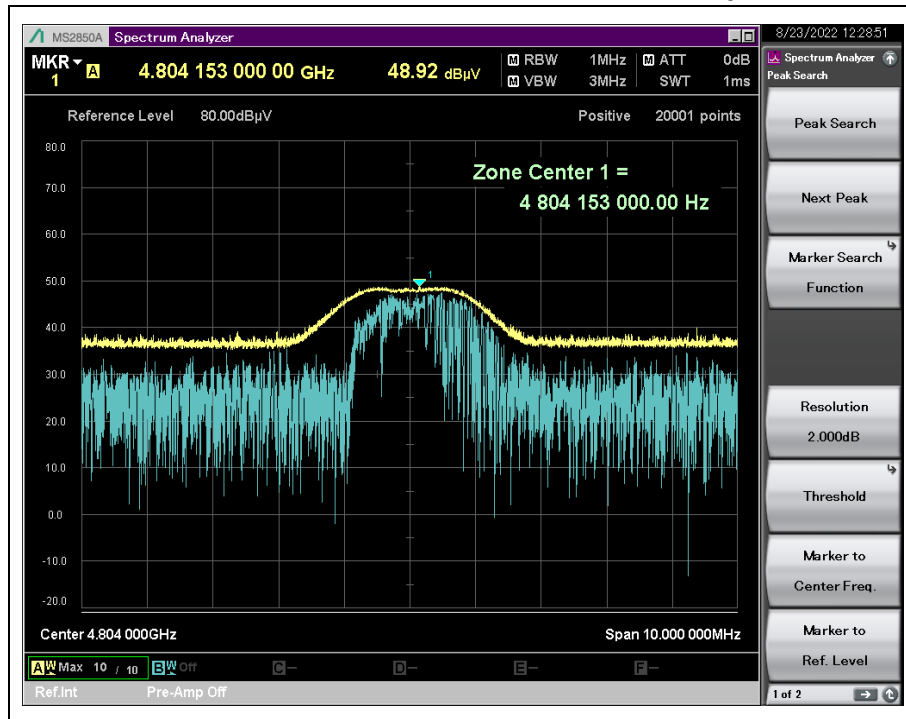 MS2850A Spectrum Analyzer
8/23/2022 12:28:51
MKR 1 A 4.804 153 000 00 GHz 48.92 dBµV
M RBW 1MHz M ATT 0dB
M VBW 3MHz SWT 1ms
Reference Level 80.00dBµV Positive 20001 points
80.0
70.0
60.0
50.0
40.0
30.0
20.0
10.0
0.0
-10.0
-20.0
Zone Center 1 =
4 804 153 000.00 Hz
1
Center 4.804 000GHz Span 10.000 000MHz
A W Max 10 / 10 B W Off C – D – E – F –
Ref.Int Pre-Amp Off
Spectrum Analyzer
Peak Search
Peak Search
Next Peak
Marker Search
Function
Resolution
2.000dB
Threshold
Marker to
Center Freq.
Marker to
Ref. Level
1 of 2